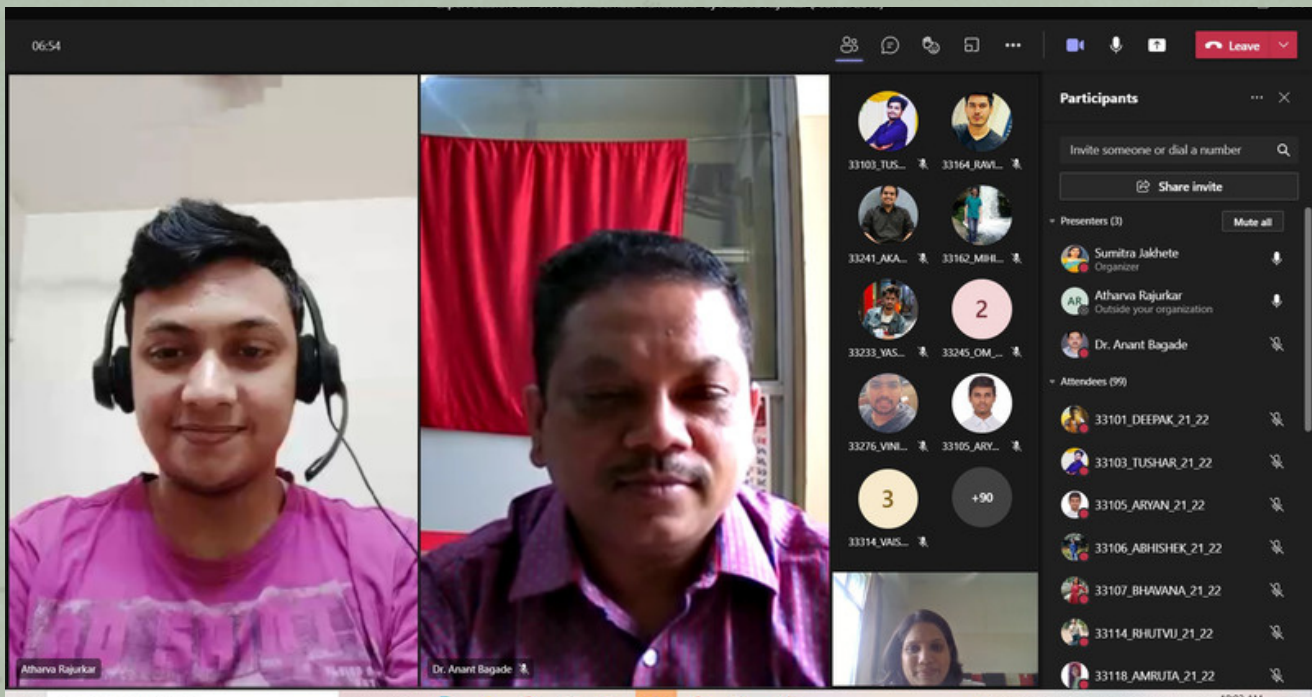 06:54
Leave
Atharva Rajurkar
Dr. Anant Bagade
33103_TUS...
33164_RAVI...
33241_AKA...
33162_MIHI...
33233_YAS...
2
33245_OM_...
33276_VINI...
33105_ARY...
3
+90
33314_VAIS...
Participants
Invite someone or dial a number
Share invite
Presenters (3)
Mute all
Sumitra Jakhete
Organizer
AR
Atharva Rajurkar
Outside your organization
Dr. Anant Bagade
Attendees (99)
33101_DEEPAK_21_22
33103_TUSHAR_21_22
33105_ARYAN_21_22
33106_ABHISHEK_21_22
33107_BHAVANA_21_22
33114_RHUTVIJ_21_22
33118_AMRUTA_21_22